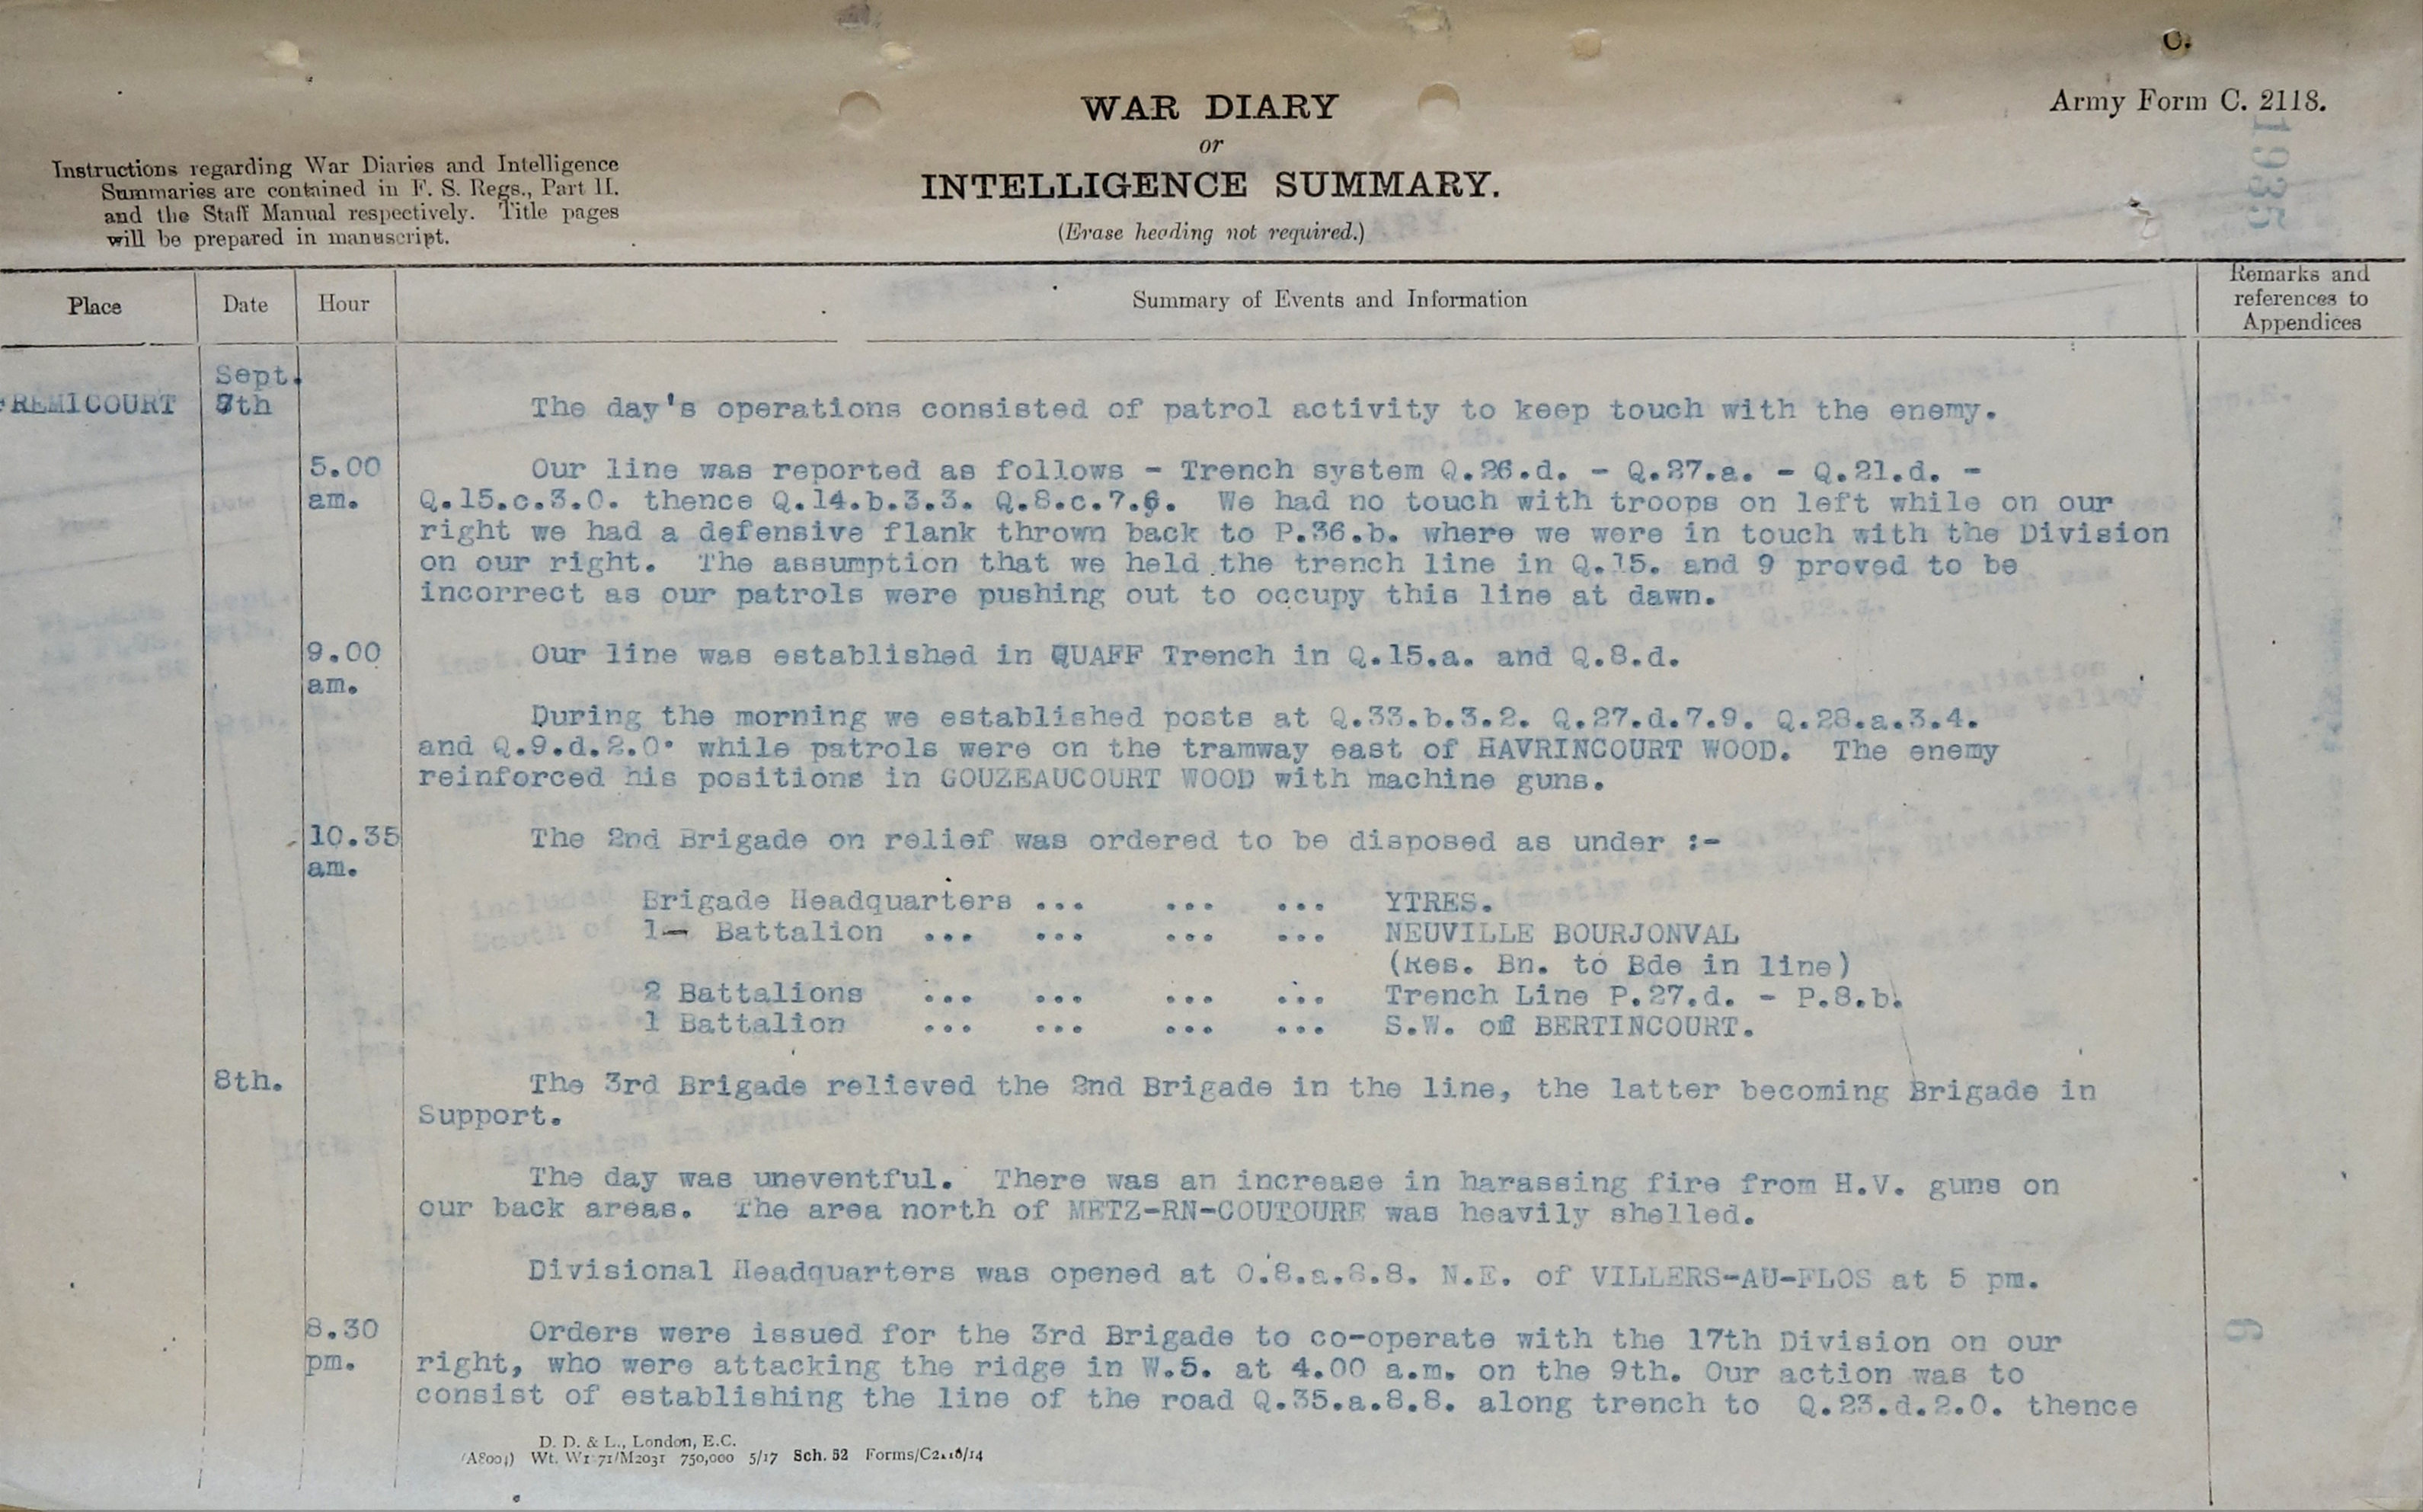 C.
WAR DIARY
or
INTELLIGENCE SUMMARY.
(Erase heading not required.)
Army Form C. 2118.
1935
Instructions regarding War Diaries and Intelligence
Summaries are contained in F. S. Regs., Part II.
and the Staff Manual respectively. Title pages
will be prepared in manuscript.
Place
Date
Hour
Summary of Events and Information
Remarks and
references to
Appendices
FREMICOURT
Sept.
7th
The day's operations consisted of patrol activity to keep touch with the enemy.
5.00
am.
Our line was reported as follows - Trench system Q.26.d. - Q.27.a. - Q.21.d. -
Q.15.c.3.0. thence Q.14.b.3.3. Q.8.c.7.6. We had no touch with troops on left while on our
right we had a defensive flank thrown back to P.36.b. where we were in touch with the Division
on our right. The assumption that we held the trench line in Q.15. and 9 proved to be
incorrect as our patrols were pushing out to occupy this line at dawn.
9.00
am.
Our line was established in QUAFF Trench in Q.15.a. and Q.8.d.
During the morning we established posts at Q.33.b.3.2. Q.27.d.7.9. Q.28.a.3.4.
and Q.9.d.2.0. while patrols were on the tramway east of HAVRINCOURT WOOD. The enemy
reinforced his positions in GOUZEAUCOURT WOOD with machine guns.
10.35
am.
The 2nd Brigade on relief was ordered to be disposed as under :-
Brigade Headquarters ... ... ... YTRES.
1 Battalion ... ... ... ... NEUVILLE BOURJONVAL
(Res. Bn. to Bde in line)
2 Battalions ... ... ... ... Trench Line P.27.d. - P.8.b.
1 Battalion ... ... ... ... S.W. of BERTINCOURT.
8th.
The 3rd Brigade relieved the 2nd Brigade in the line, the latter becoming Brigade in
Support.
The day was uneventful. There was an increase in harassing fire from H.V. guns on
our back areas. The area north of METZ-RN-COUTOURE was heavily shelled.
Divisional Headquarters was opened at O.8.a.8.8. N.E. of VILLERS-AU-FLOS at 5 pm.
8.30
pm.
Orders were issued for the 3rd Brigade to co-operate with the 17th Division on our
right, who were attacking the ridge in W.5. at 4.00 a.m. on the 9th. Our action was to
consist of establishing the line of the road Q.35.a.8.8. along trench to Q.23.d.2.0. thence
D. D. & L., London, E.C.
(A8004) Wt. W1771/M2031 750,000 5/17 Sch. 52 Forms/C2118/14